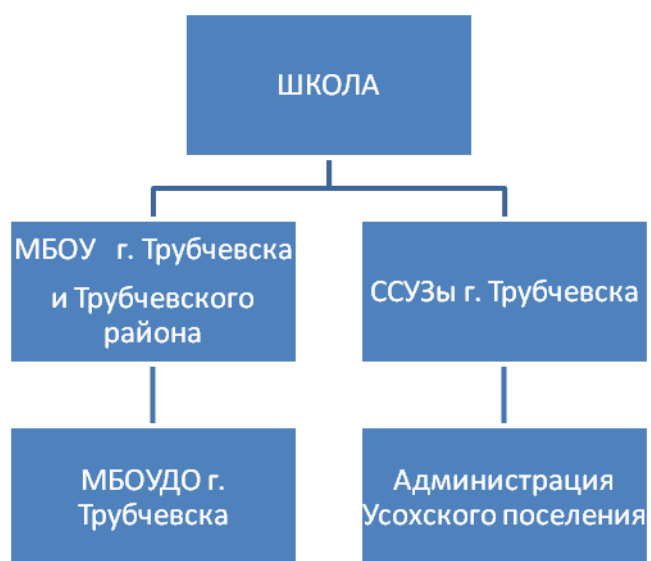 ШКОЛА
МБОУ г. Трубчевска
и Трубчевского
района
ССУЗы г. Трубчевска
МБОУДО г.
Трубчевска
Администрация
Усохского поселения